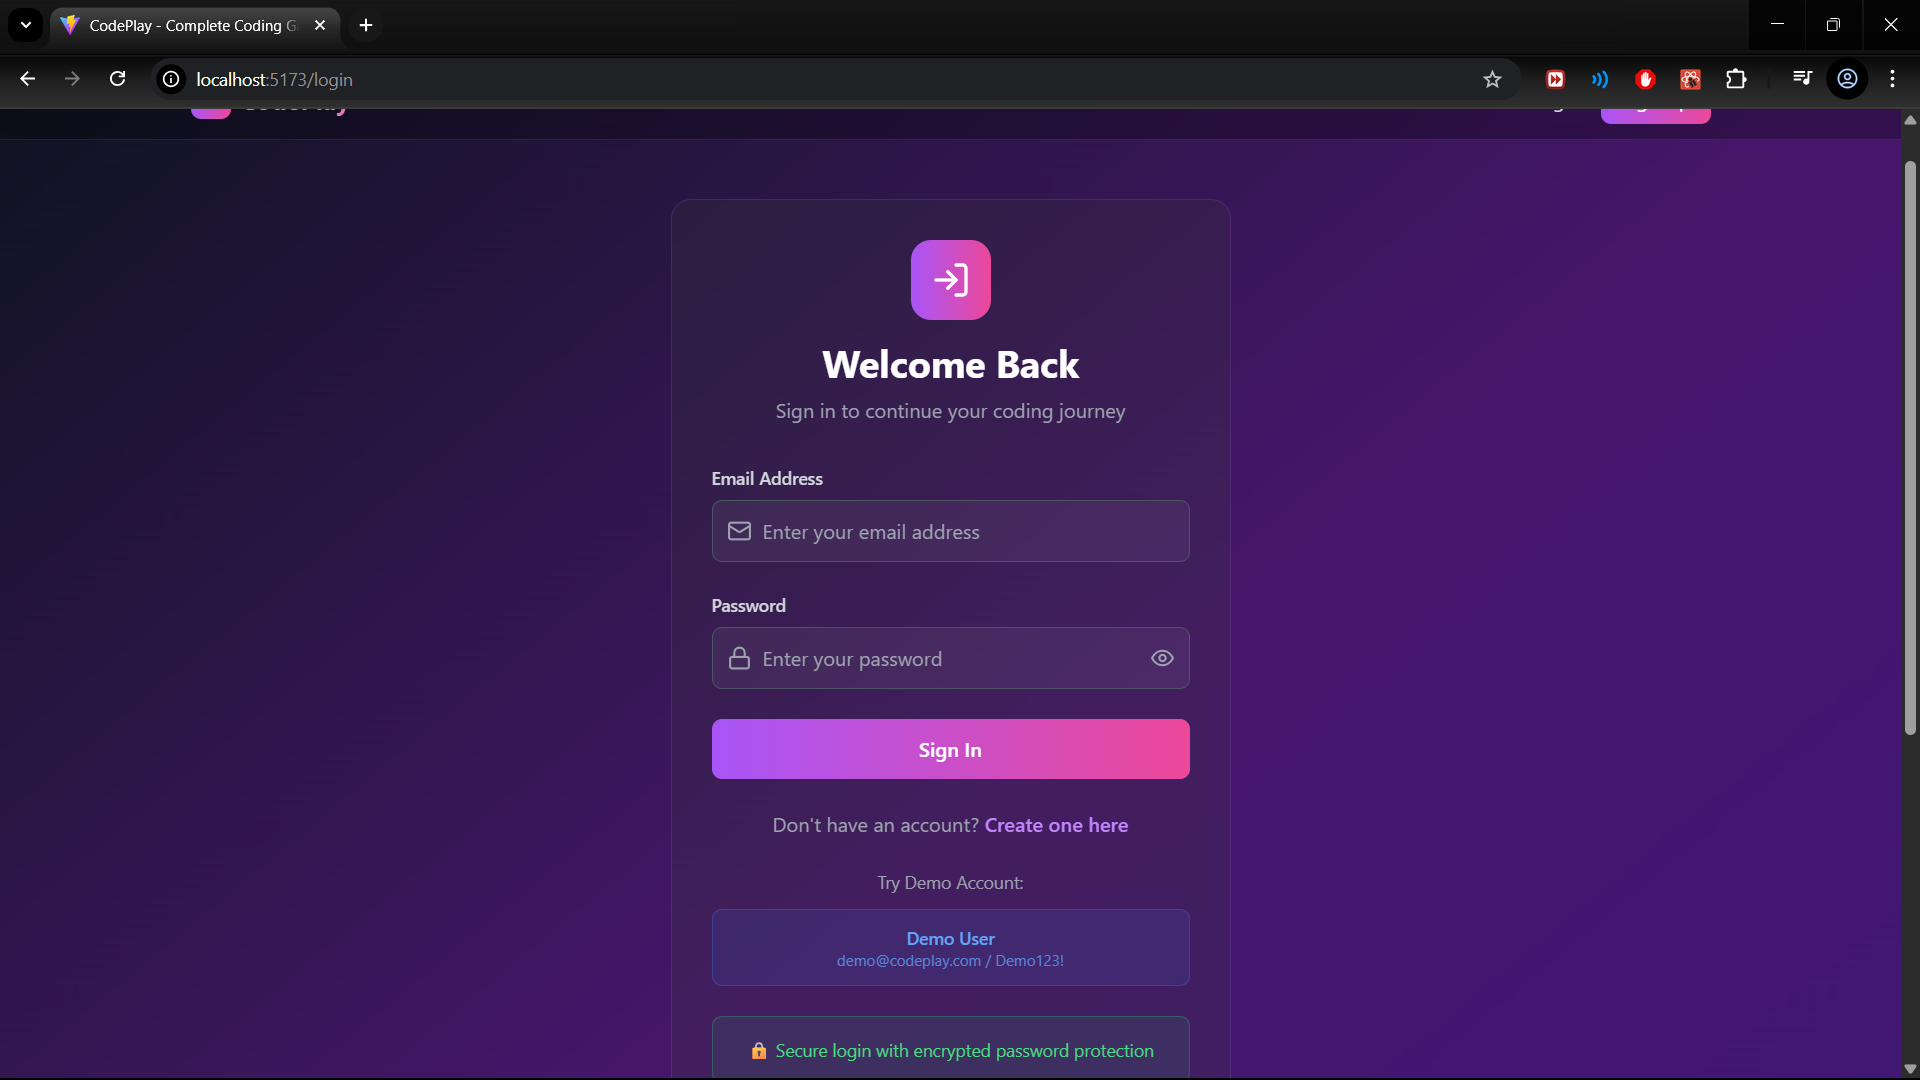 CodePlay - Complete Coding G
localhost:5173/login
Welcome Back
Sign in to continue your coding journey
Email Address
Enter your email address
Password
Enter your password
Sign In
Don't have an account? Create one here
Try Demo Account:
Demo User
demo@codeplay.com / Demo123!
Secure login with encrypted password protection